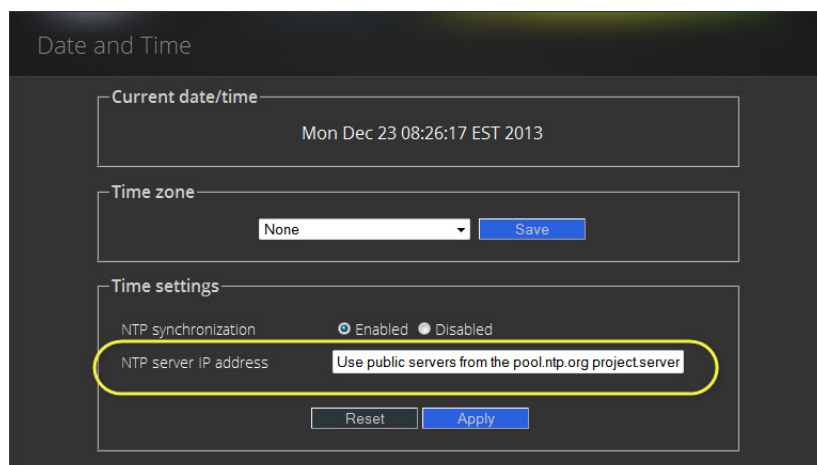 Date and Time
Current date/time
Mon Dec 23 08:26:17 EST 2013
Time zone
None Save
Time settings
NTP synchronization Enabled Disabled
NTP server IP address Use public servers from the pool.ntp.org project.server
Reset Apply